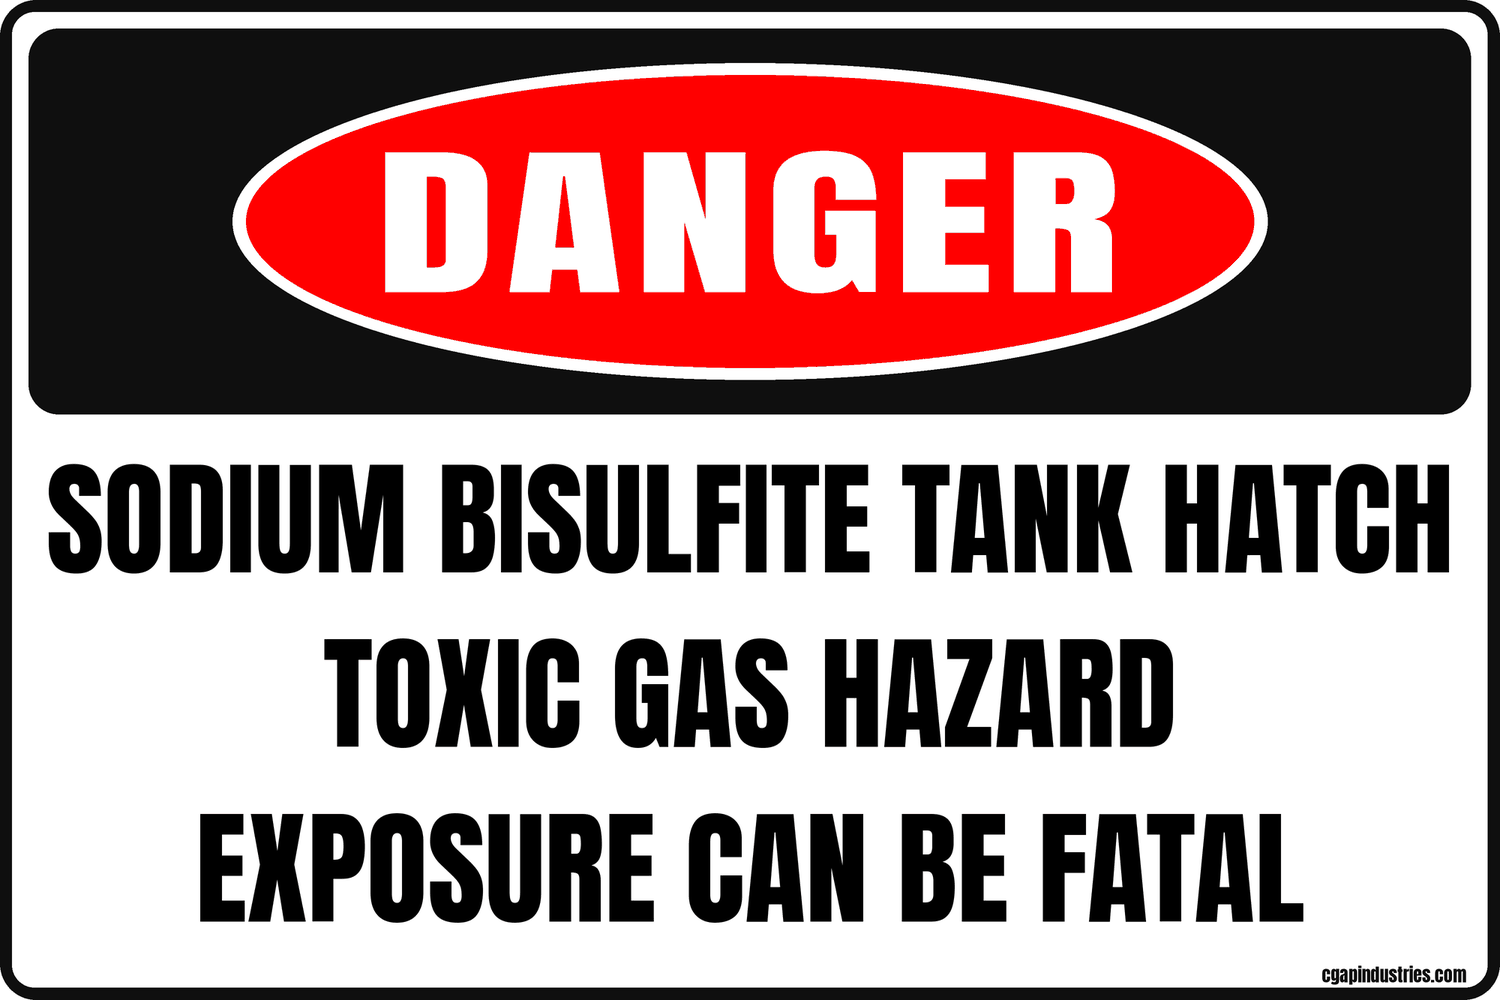 DANGER
SODIUM BISULFITE TANK HATCH
TOXIC GAS HAZARD
EXPOSURE CAN BE FATAL
cgapindustries.com